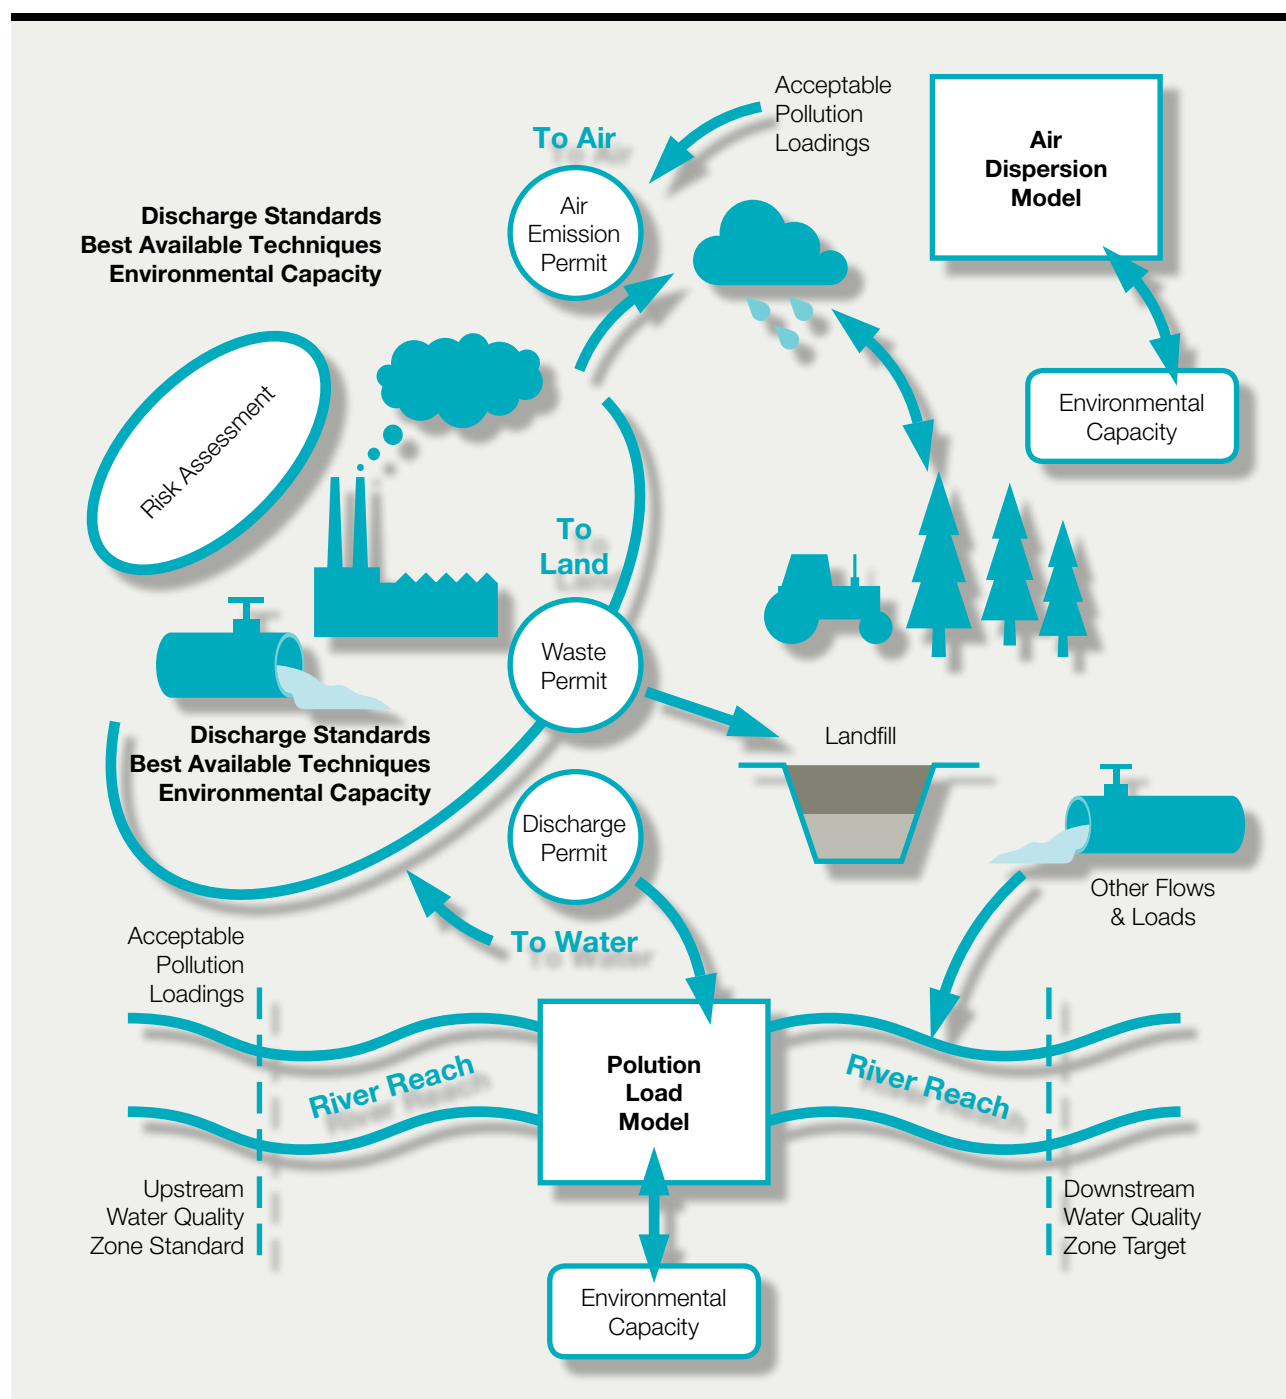 Acceptable
Pollution
Loadings
To Air
Air
Dispersion
Model
Air
Emission
Permit
Discharge Standards
Best Available Techniques
Environmental Capacity
Risk Assessment
Environmental
Capacity
To
Land
Waste
Permit
Landfill
Discharge Standards
Best Available Techniques
Environmental Capacity
Discharge
Permit
Other Flows
& Loads
To Water
Acceptable
Pollution
Loadings
River Reach
Polution
Load
Model
River Reach
Upstream
Water Quality
Zone Standard
Downstream
Water Quality
Zone Target
Environmental
Capacity